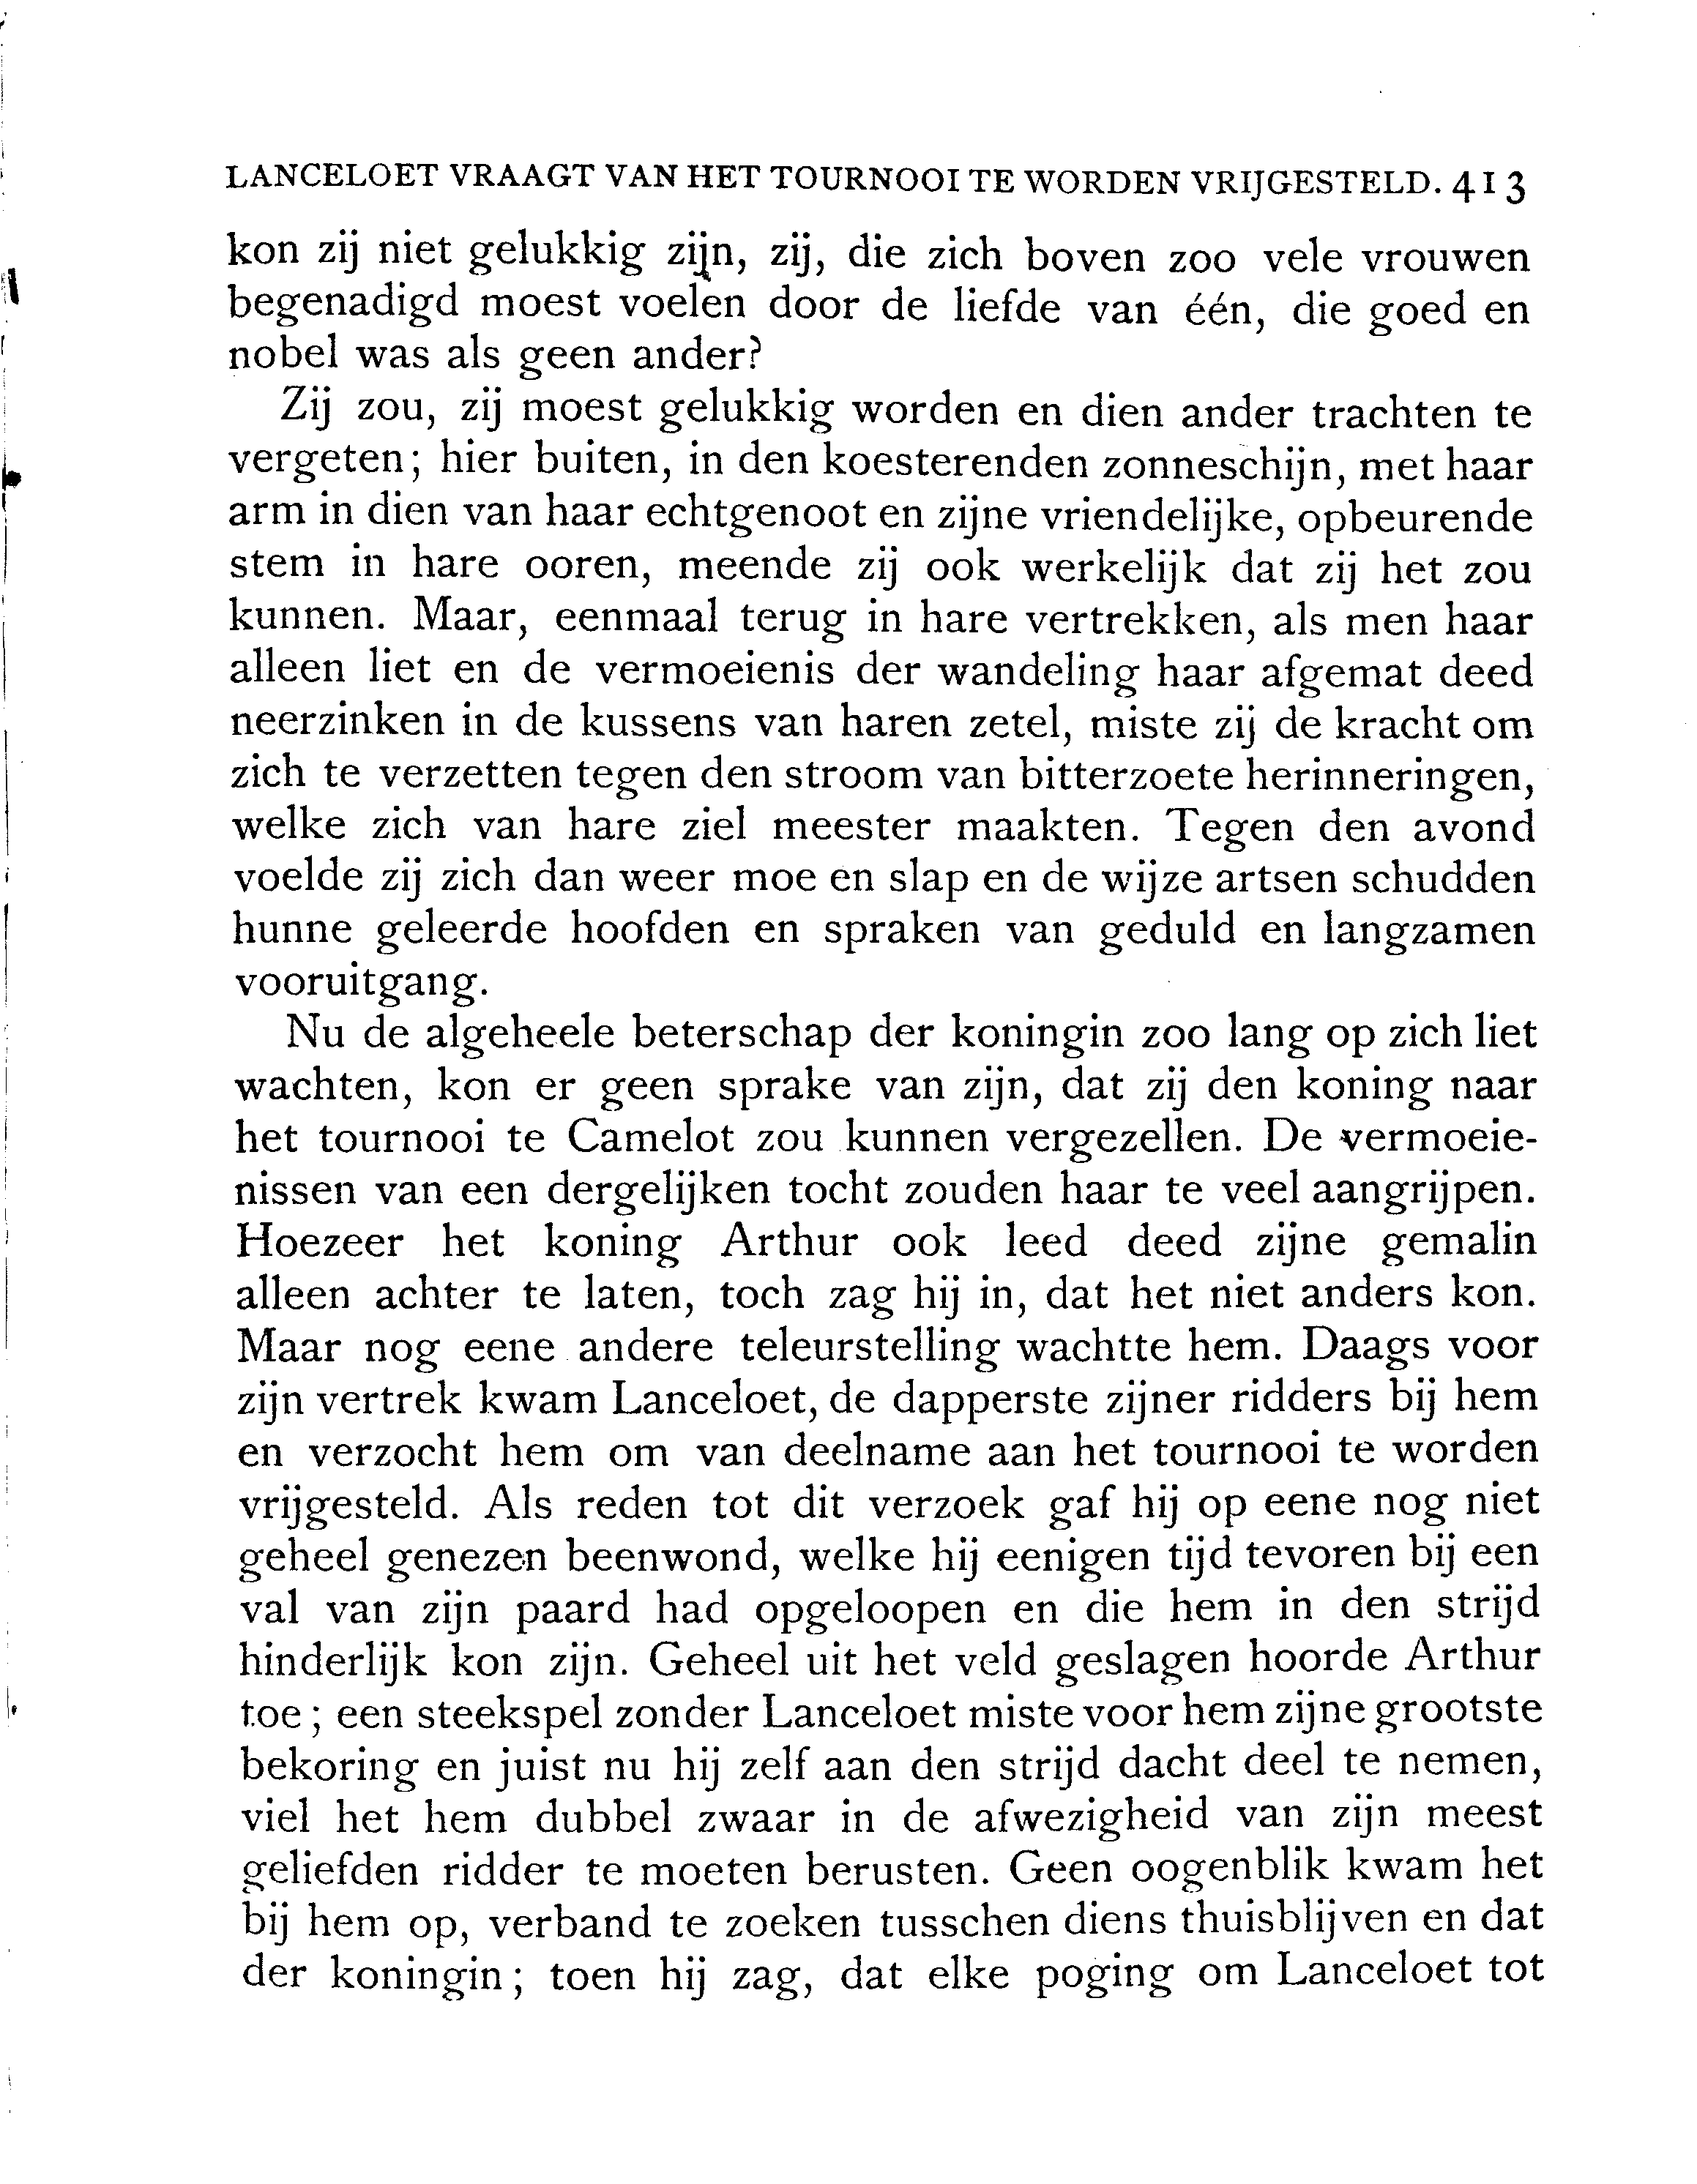 LANCELOET VRAAGT VAN HET TOURNOOI TE WORDEN VRIJGESTELD. 413
kon zij niet gelukkig zijn, zij, die zich boven zoo vele vrouwen
begenadigd moest voelen door de liefde van één, die goed en
nobel was als geen ander?
Zij zou, zij moest gelukkig worden en dien ander trachten te
vergeten; hier buiten, in den koesterenden zonneschijn, met haar
arm in dien van haar echtgenoot en zijne vriendelijke, opbeurende
stem in hare ooren, meende zij ook werkelijk dat zij het zou
kunnen. Maar, eenmaal terug in hare vertrekken, als men haar
alleen liet en de vermoeienis der wandeling haar afgemat deed
neerzinken in de kussens van haren zetel, miste zij de kracht om
zich te verzetten tegen den stroom van bitterzoete herinneringen,
welke zich van hare ziel meester maakten. Tegen den avond
voelde zij zich dan weer moe en slap en de wijze artsen schudden
hunne geleerde hoofden en spraken van geduld en langzamen
vooruitgang.
Nu de algeheele beterschap der koningin zoo lang op zich liet
wachten, kon er geen sprake van zijn, dat zij den koning naar
het tournooi te Camelot zou kunnen vergezellen. De vermoeie-
nissen van een dergelijken tocht zouden haar te veel aangrijpen.
Hoezeer het koning Arthur ook leed deed zijne gemalin
alleen achter te laten, toch zag hij in, dat het niet anders kon.
Maar nog eene andere teleurstelling wachtte hem. Daags voor
zijn vertrek kwam Lanceloet, de dapperste zijner ridders bij hem
en verzocht hem om van deelname aan het tournooi te worden
vrijgesteld. Als reden tot dit verzoek gaf hij op eene nog niet
geheel genezen beenwond, welke hij eenigen tijd tevoren bij een
val van zijn paard had opgeloopen en die hem in den strijd
hinderlijk kon zijn. Geheel uit het veld geslagen hoorde Arthur
toe; een steekspel zonder Lanceloet miste voor hem zijne grootste
bekoring en juist nu hij zelf aan den strijd dacht deel te nemen,
viel het hem dubbel zwaar in de afwezigheid van zijn meest
geliefden ridder te moeten berusten. Geen oogenblik kwam het
bij hem op, verband te zoeken tusschen diens thuisblijven en dat
der koningin; toen hij zag, dat elke poging om Lanceloet tot